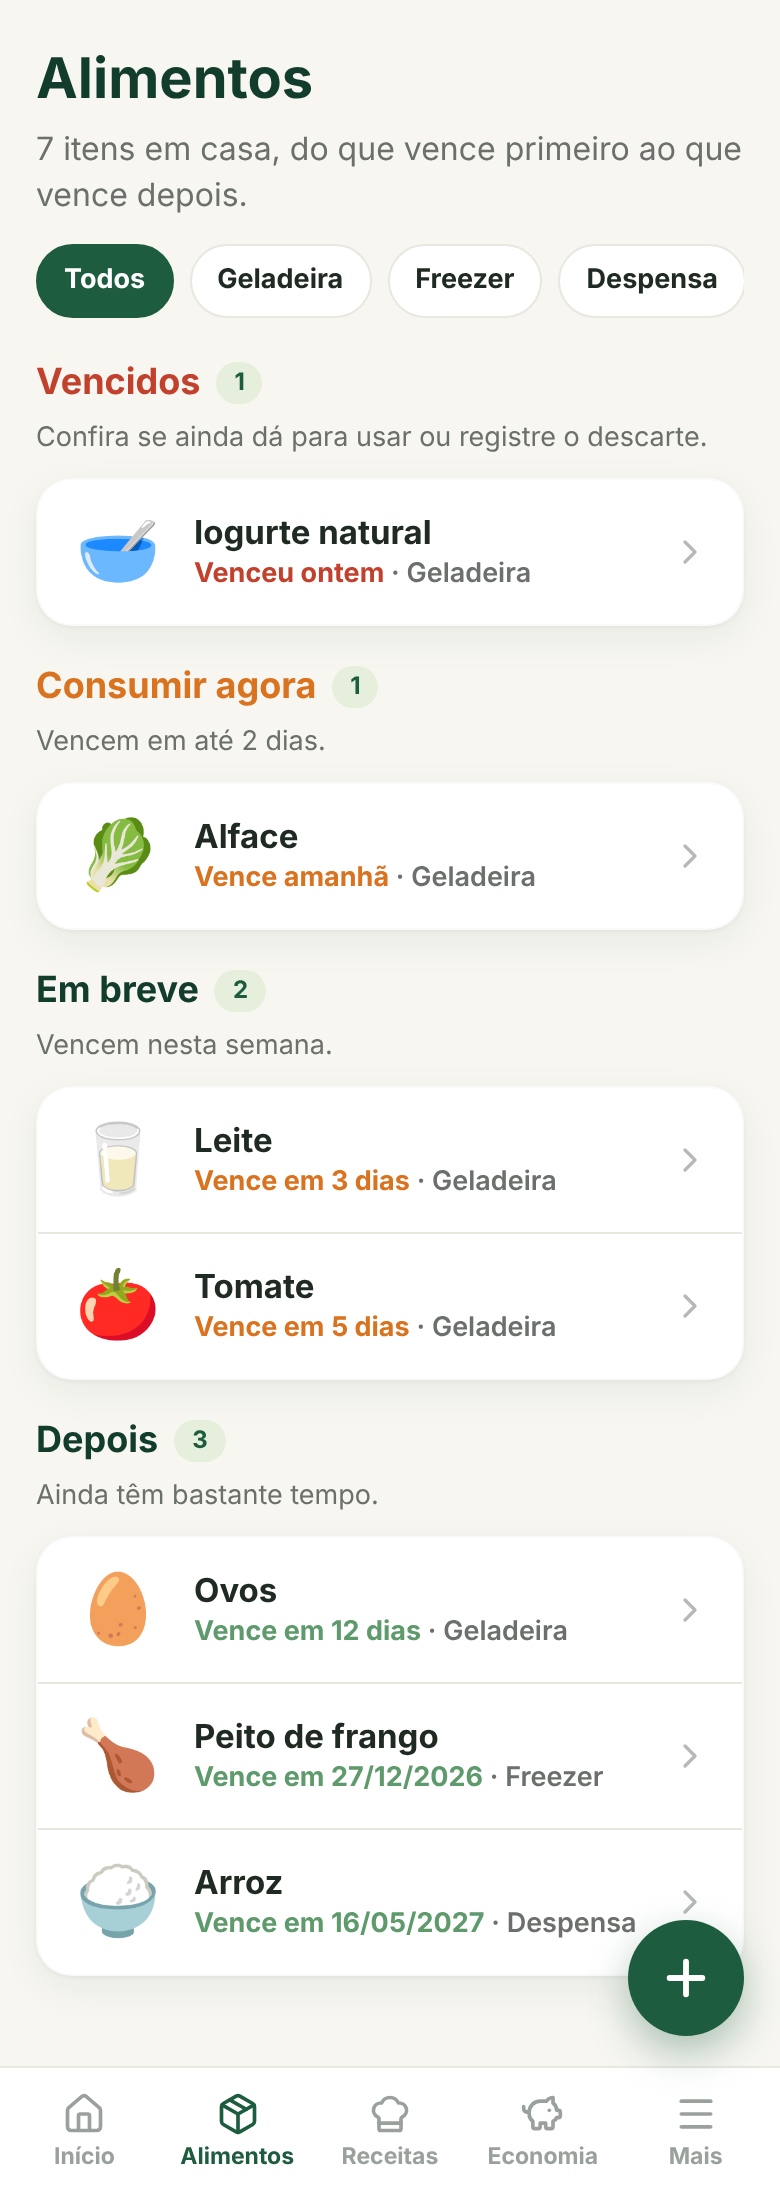 Alimentos
7 itens em casa, do que vence primeiro ao que
vence depois.
Todos
Geladeira
Freezer
Despensa
Vencidos 1
Confira se ainda dá para usar ou registre o descarte.
Iogurte natural
Venceu ontem · Geladeira
Consumir agora 1
Vencem em até 2 dias.
Alface
Vence amanhã · Geladeira
Em breve 2
Vencem nesta semana.
Leite
Vence em 3 dias · Geladeira
Tomate
Vence em 5 dias · Geladeira
Depois 3
Ainda têm bastante tempo.
Ovos
Vence em 12 dias · Geladeira
Peito de frango
Vence em 27/12/2026 · Freezer
Arroz
Vence em 16/05/2027 · Despensa
Início
Alimentos
Receitas
Economia
Mais